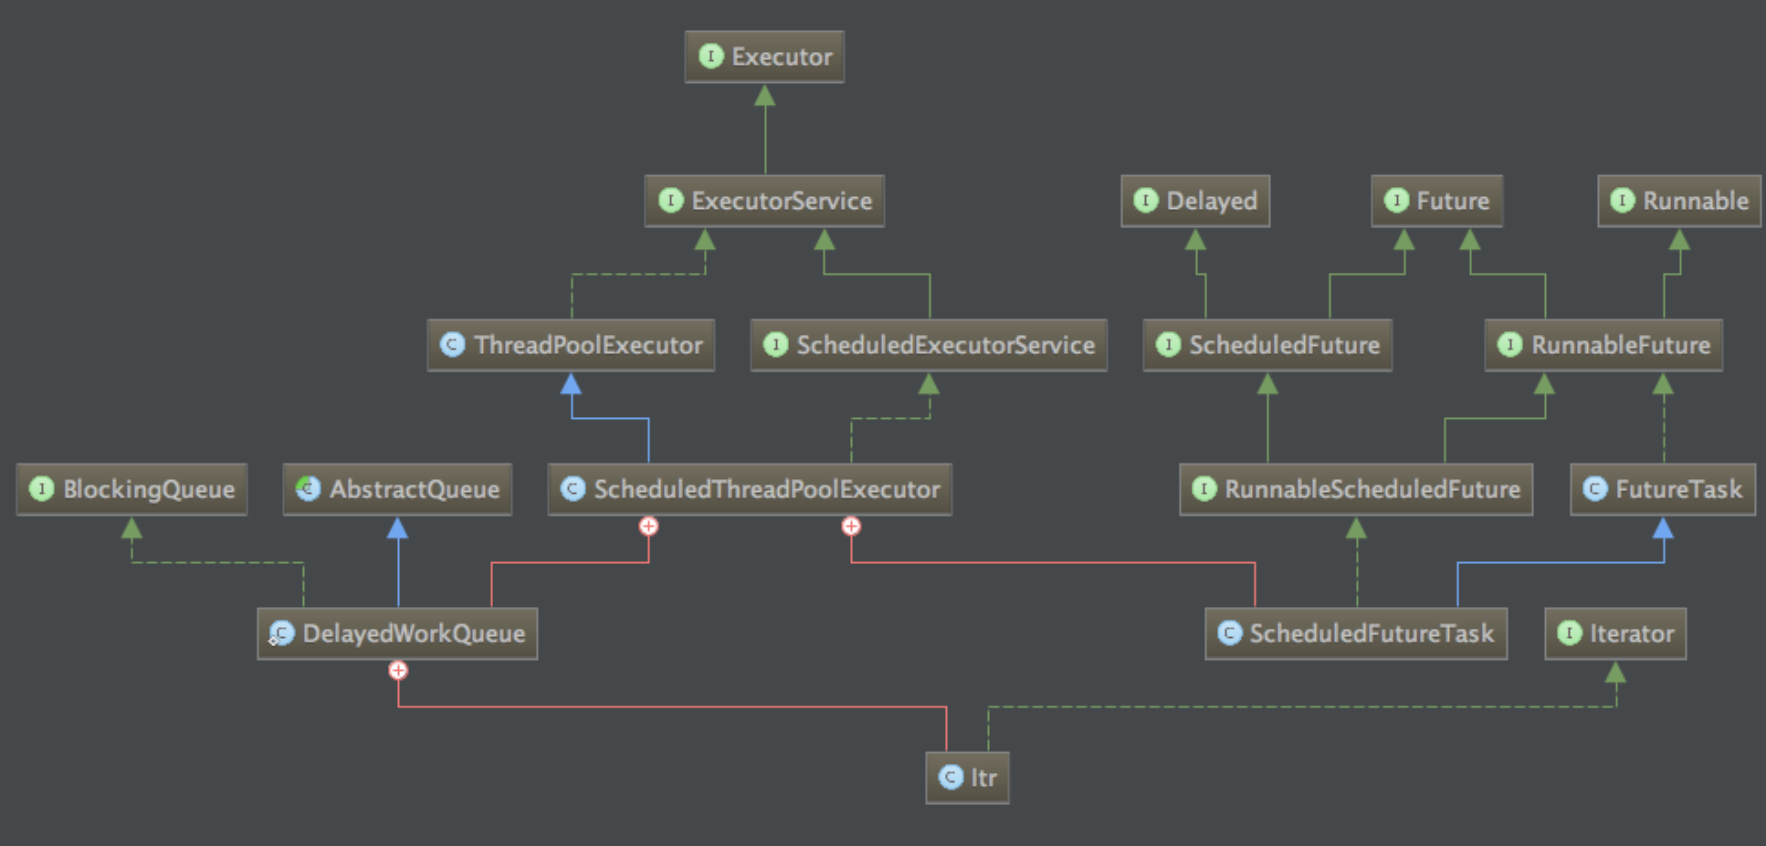 Executor
ExecutorService
Delayed
Future
Runnable
ThreadPoolExecutor
ScheduledExecutorService
ScheduledFuture
RunnableFuture
BlockingQueue
AbstractQueue
ScheduledThreadPoolExecutor
RunnableScheduledFuture
FutureTask
DelayedWorkQueue
ScheduledFutureTask
Iterator
Itr